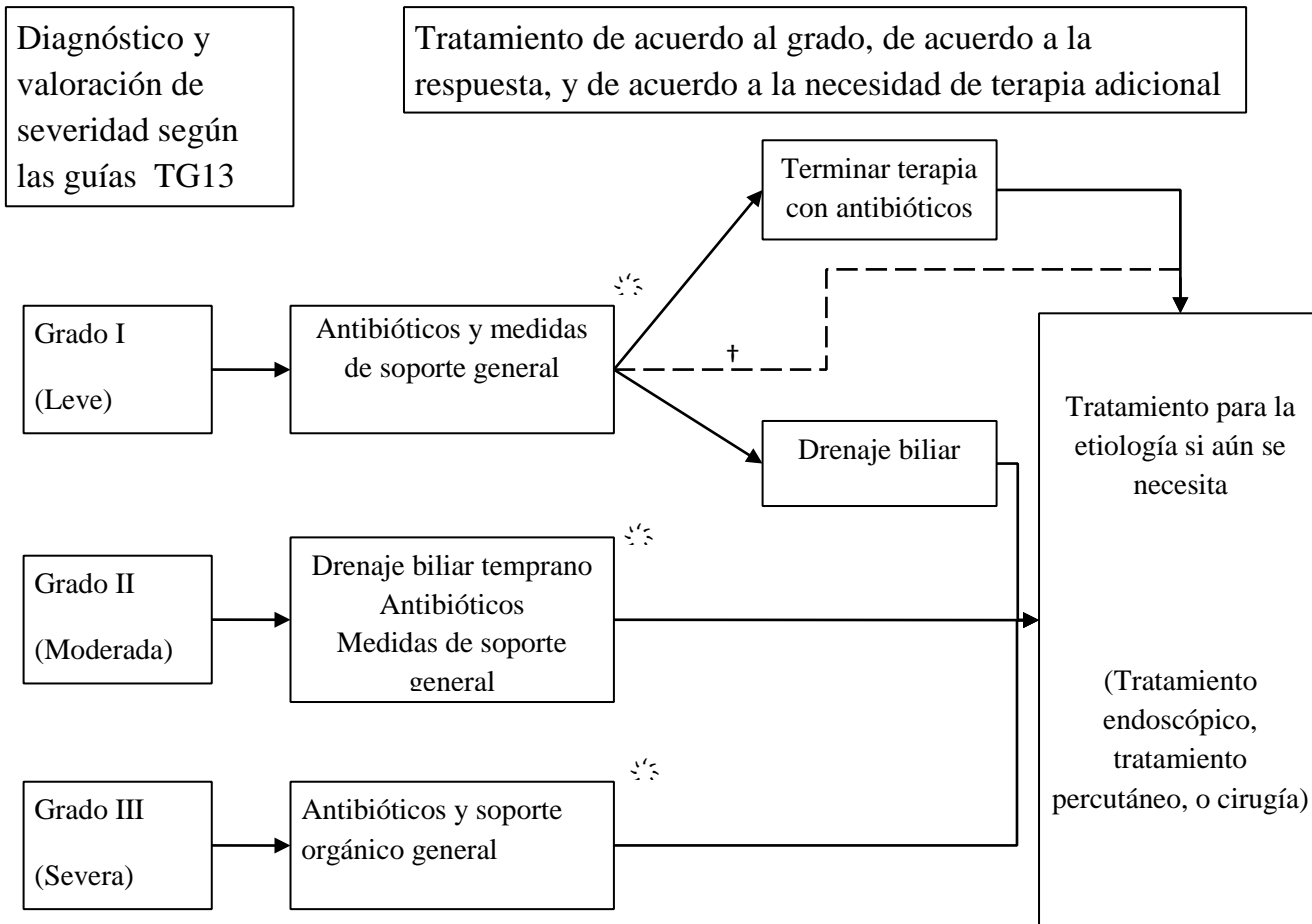 Diagnóstico y
valoración de
severidad según
las guías TG13
Tratamiento de acuerdo al grado, de acuerdo a la
respuesta, y de acuerdo a la necesidad de terapia adicional
Terminar terapia
con antibióticos
Grado I
(Leve)
Antibióticos y medidas
de soporte general
†
Drenaje biliar
Grado II
(Moderada)
Drenaje biliar temprano
Antibióticos
Medidas de soporte
general
Grado III
(Severa)
Antibióticos y soporte
orgánico general
Tratamiento para la
etiología si aún se
necesita
(Tratamiento
endoscópico,
tratamiento
percutáneo, o cirugía)